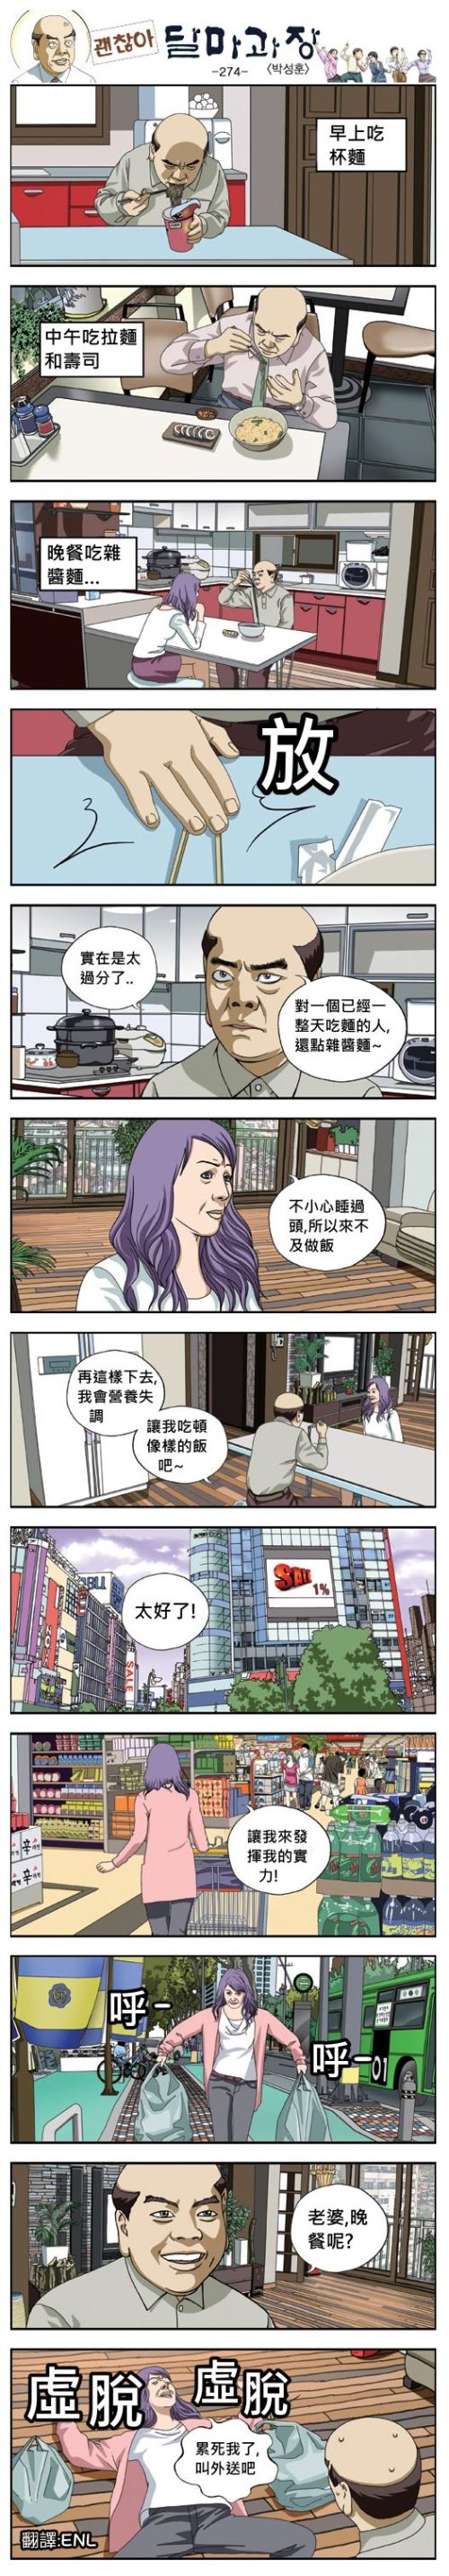 괜찮아 달마과장
-274- <박성훈>
早上吃
杯麵
中午吃拉麵
和壽司
晚餐吃雜
醬麵...
放
實在是太
過分了..
對一個已經一
整天吃麵的人,
還點雜醬麵~
不小心睡過
頭,所以來不
及做飯
再這樣下去,
我會營養失
調
讓我吃頓
像樣的飯
吧~
太好了!
SALE
1%
SALE
讓我來發
揮我的實
力!
辛
辛
呼-
呼-
01
老婆,晚
餐呢?
虛脫
虛脫
累死我了,
叫外送吧
翻譯:ENL